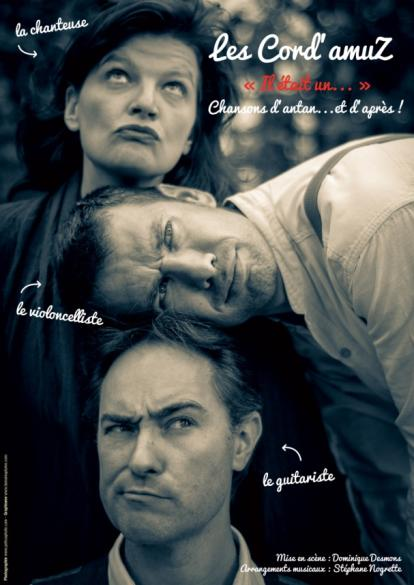 la chanteuse
Les Cord'amuZ
« Il était un... »
Chansons d'antan...et d'après !
le violoncelliste
le guitariste
Mise en scène : Dominique Desmons
Arrangements musicaux : Stéphane Nogrette